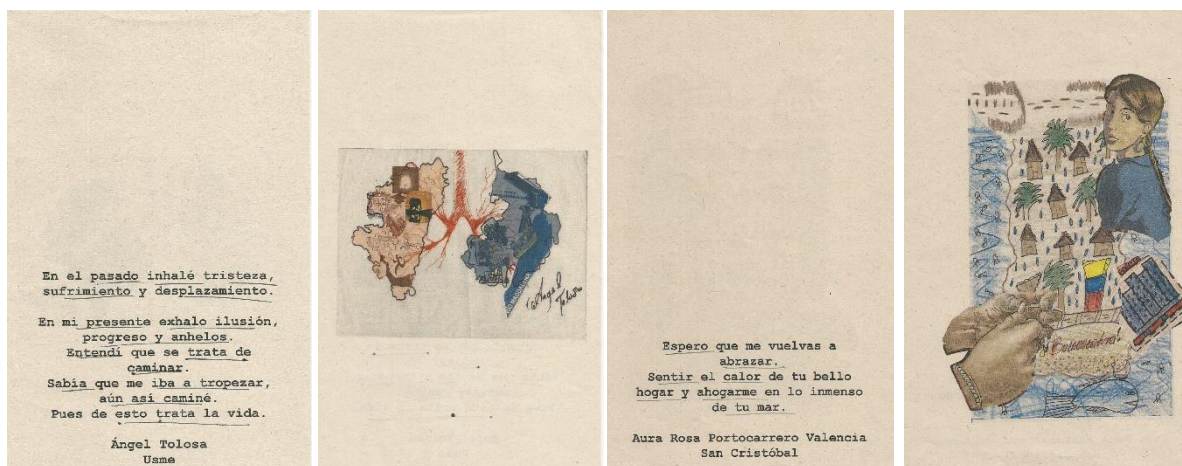 En el pasado inhalé tristeza,
sufrimiento y desplazamiento.
En mi presente exhalo ilusión,
progreso y anhelos.
Entendí que se trata de
caminar.
Sabía que me iba a tropezar,
aún así caminé.
Pues de esto trata la vida.
Ángel Tolosa
Usme
Angel
Tolosa
Espero que me vuelvas a
abrazar.
Sentir el calor de tu bello
hogar y ahogarme en lo inmenso
de tu mar.
Aura Rosa Portocarrero Valencia
San Cristóbal